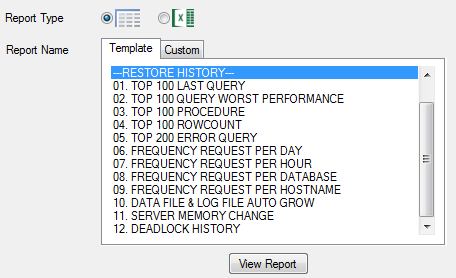 Report Type
Report Name
Template Custom
---RESTORE HISTORY---
01. TOP 100 LAST QUERY
02. TOP 100 QUERY WORST PERFORMANCE
03. TOP 100 PROCEDURE
04. TOP 100 ROWCOUNT
05. TOP 200 ERROR QUERY
06. FREQUENCY REQUEST PER DAY
07. FREQUENCY REQUEST PER HOUR
08. FREQUENCY REQUEST PER DATABASE
09. FREQUENCY REQUEST PER HOSTNAME
10. DATA FILE & LOG FILE AUTO GROW
11. SERVER MEMORY CHANGE
12. DEADLOCK HISTORY
View Report